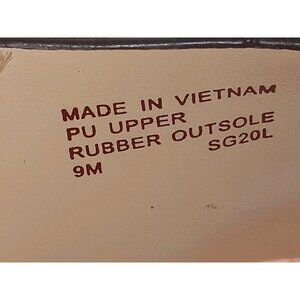 MADE IN VIETNAM
PU UPPER
RUBBER OUTSOLE
9M SG20L